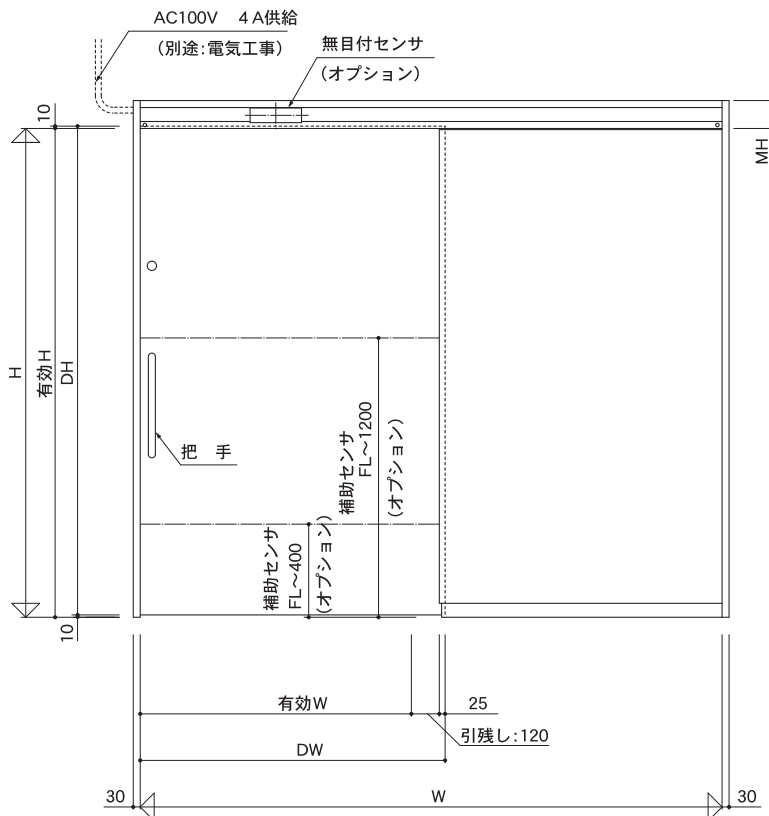 AC100V 4A供給
(別途:電気工事)
無目付センサ
(オプション)
10
MH
H
有効H
DH
把 手
補助センサ
FL~1200
(オプション)
補助センサ
FL~400
(オプション)
10
有効W
25
引残し:120
DW
30
W
30